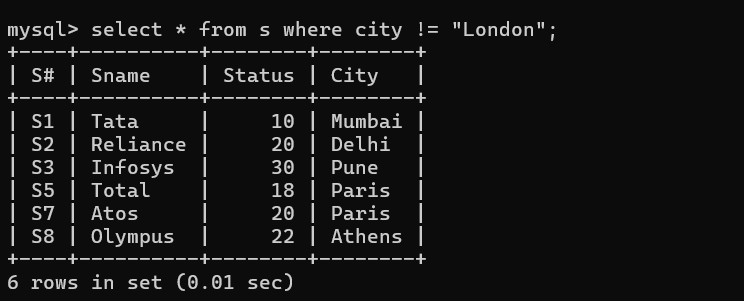 mysql> select * from s where city != "London";
+----+----------+--------+--------+
| S# | Sname    | Status | City   |
+----+----------+--------+--------+
| S1 | Tata     |     10 | Mumbai |
| S2 | Reliance |     20 | Delhi  |
| S3 | Infosys  |     30 | Pune   |
| S5 | Total    |     18 | Paris  |
| S7 | Atos     |     20 | Paris  |
| S8 | Olympus  |     22 | Athens |
+----+----------+--------+--------+
6 rows in set (0.01 sec)